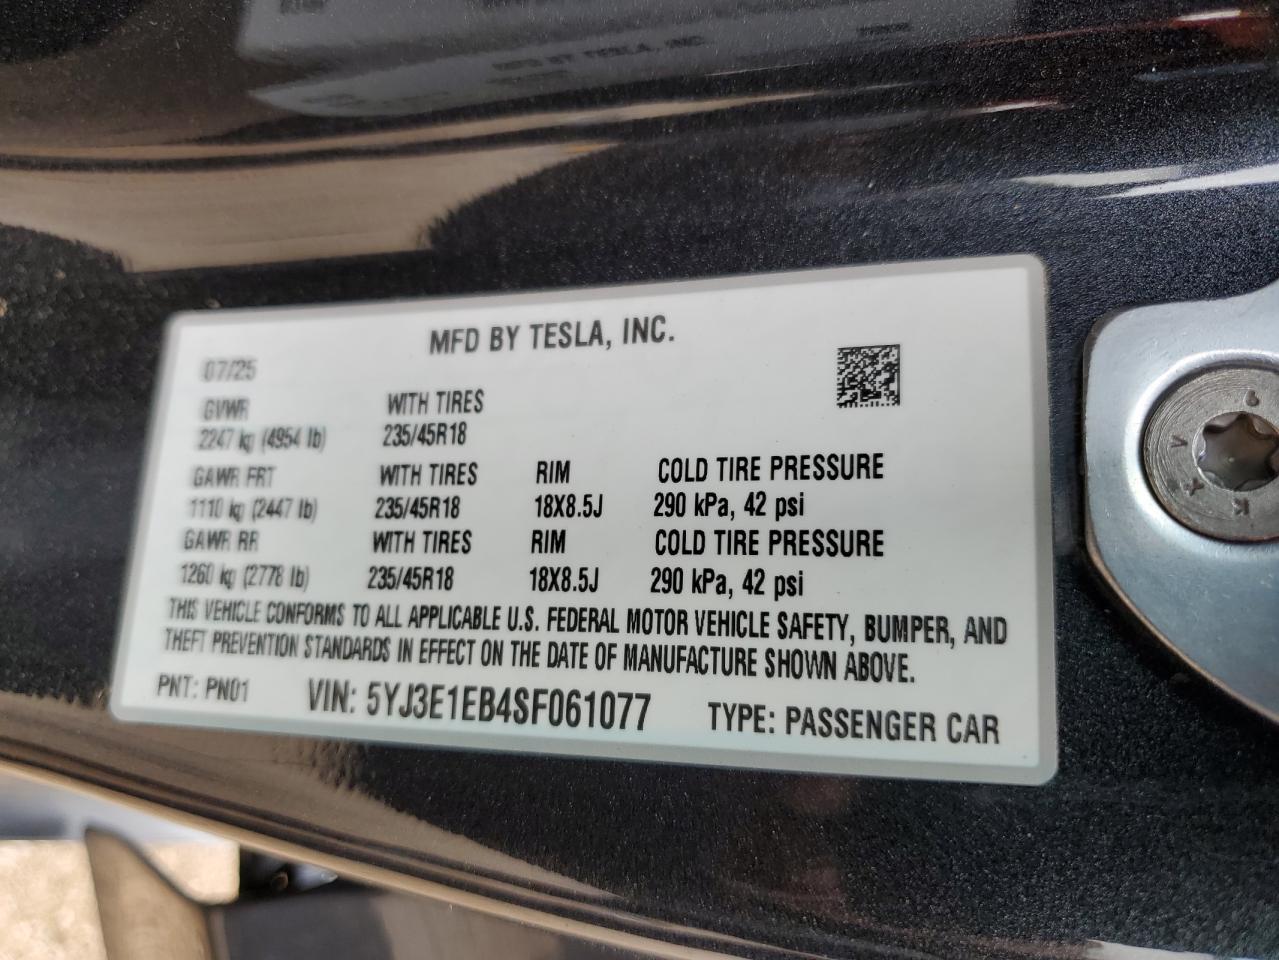 MFD BY TESLA, INC.
07/25
GVWR WITH TIRES
2247 kg (4954 lb) 235/45R18
GAWR FRT WITH TIRES RIM COLD TIRE PRESSURE
1110 kg (2447 lb) 235/45R18 18X8.5J 290 kPa, 42 psi
GAWR RR WITH TIRES RIM COLD TIRE PRESSURE
1260 kg (2778 lb) 235/45R18 18X8.5J 290 kPa, 42 psi
THIS VEHICLE CONFORMS TO ALL APPLICABLE U.S. FEDERAL MOTOR VEHICLE SAFETY, BUMPER, AND
THEFT PREVENTION STANDARDS IN EFFECT ON THE DATE OF MANUFACTURE SHOWN ABOVE.
PNT: PN01 VIN: 5YJ3E1EB4SF061077 TYPE: PASSENGER CAR